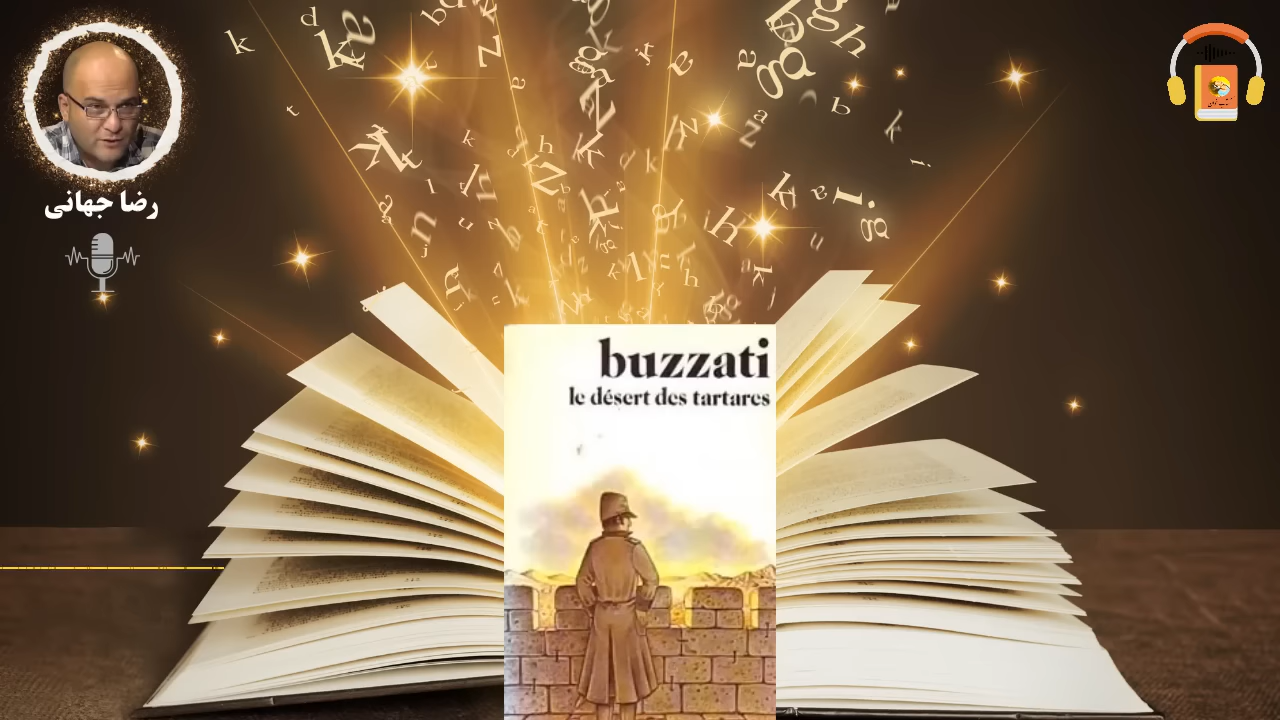 رضا جهانی
buzzati
le désert des tartares